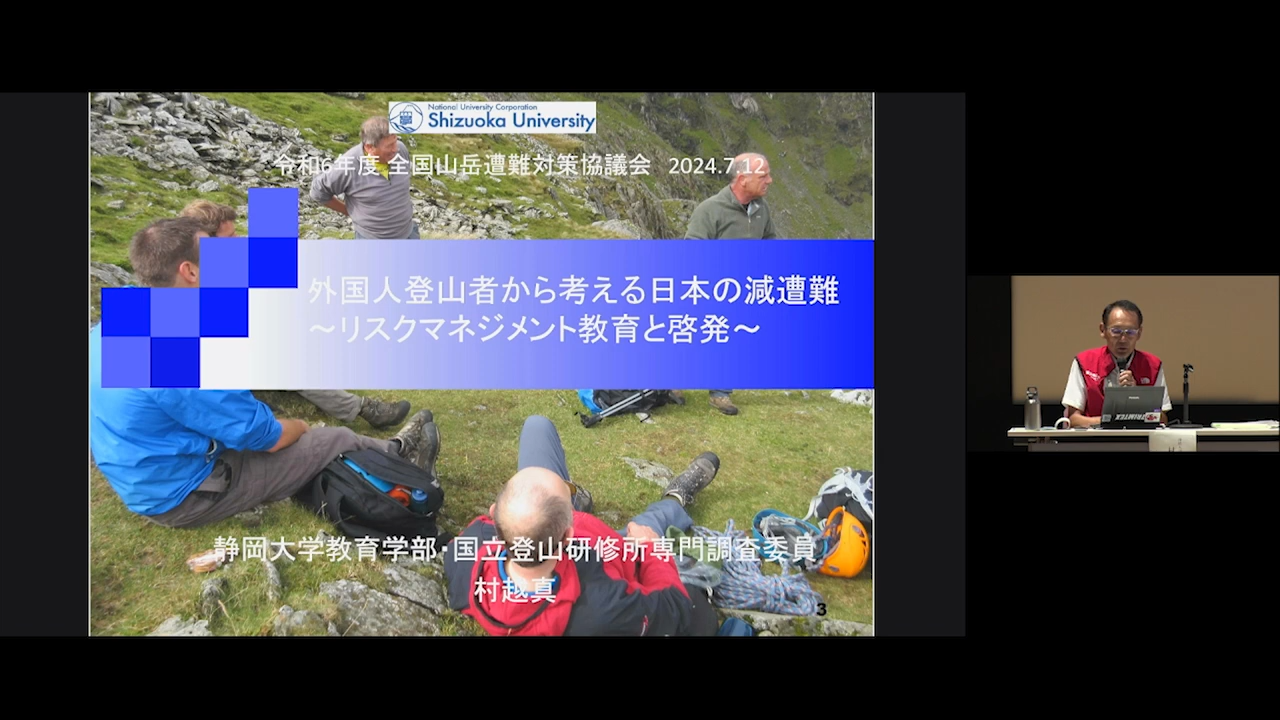 National University Corporation
Shizuoka University
令和6年度 全国山岳遭難対策協議会 2024.7.12
外国人登山者から考える日本の減遭難
～リスクマネジメント教育と啓発～
静岡大学教育学部・国立登山研修所専門調査委員
村越真
3
TRIMTEX